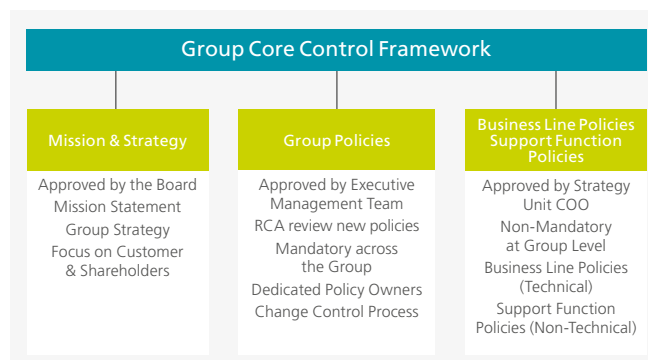 Group Core Control Framework
Mission & Strategy
Approved by the Board
Mission Statement
Group Strategy
Focus on Customer
& Shareholders
Group Policies
Approved by Executive
Management Team
RCA review new policies
Mandatory across
the Group
Dedicated Policy Owners
Change Control Process
Business Line Policies
Support Function
Policies
Approved by Strategy
Unit COO
Non-Mandatory
at Group Level
Business Line Policies
(Technical)
Support Function
Policies (Non-Technical)